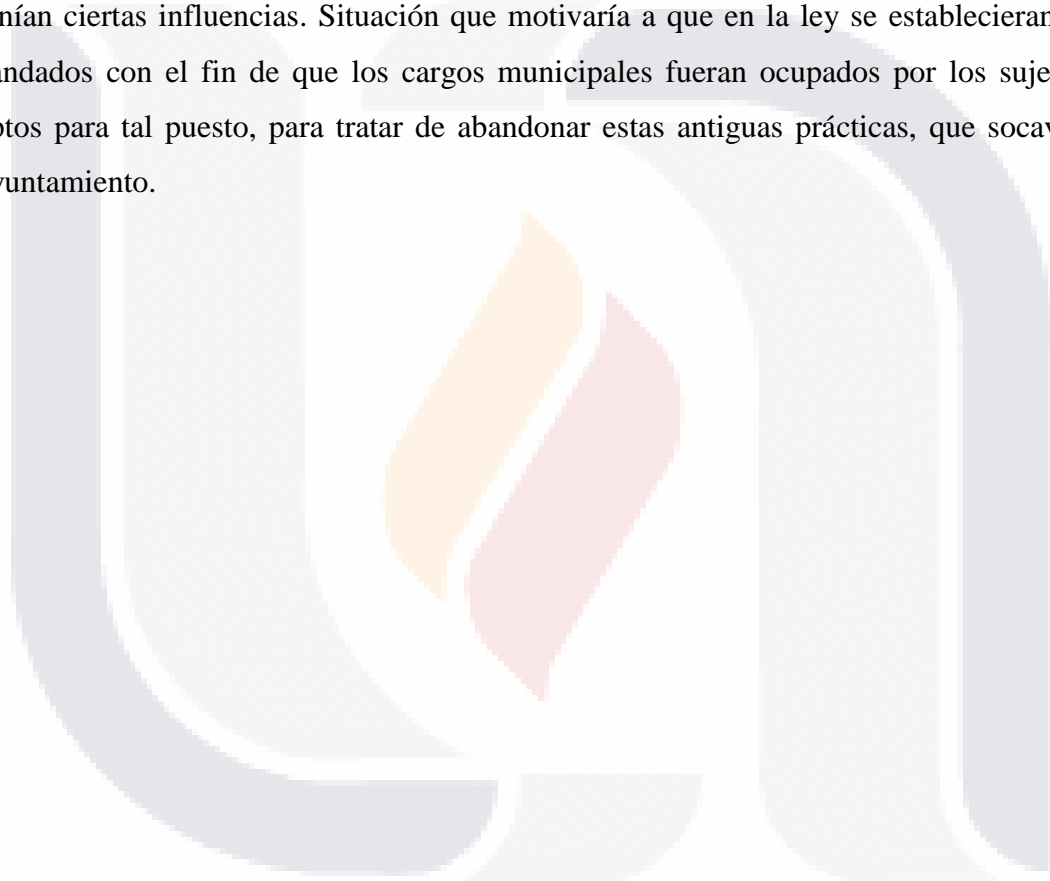 nían ciertas influencias. Situación que motivaría a que en la ley se establecieran
andados con el fin de que los cargos municipales fueran ocupados por los suje
ptos para tal puesto, para tratar de abandonar estas antiguas prácticas, que socav
yuntamiento.